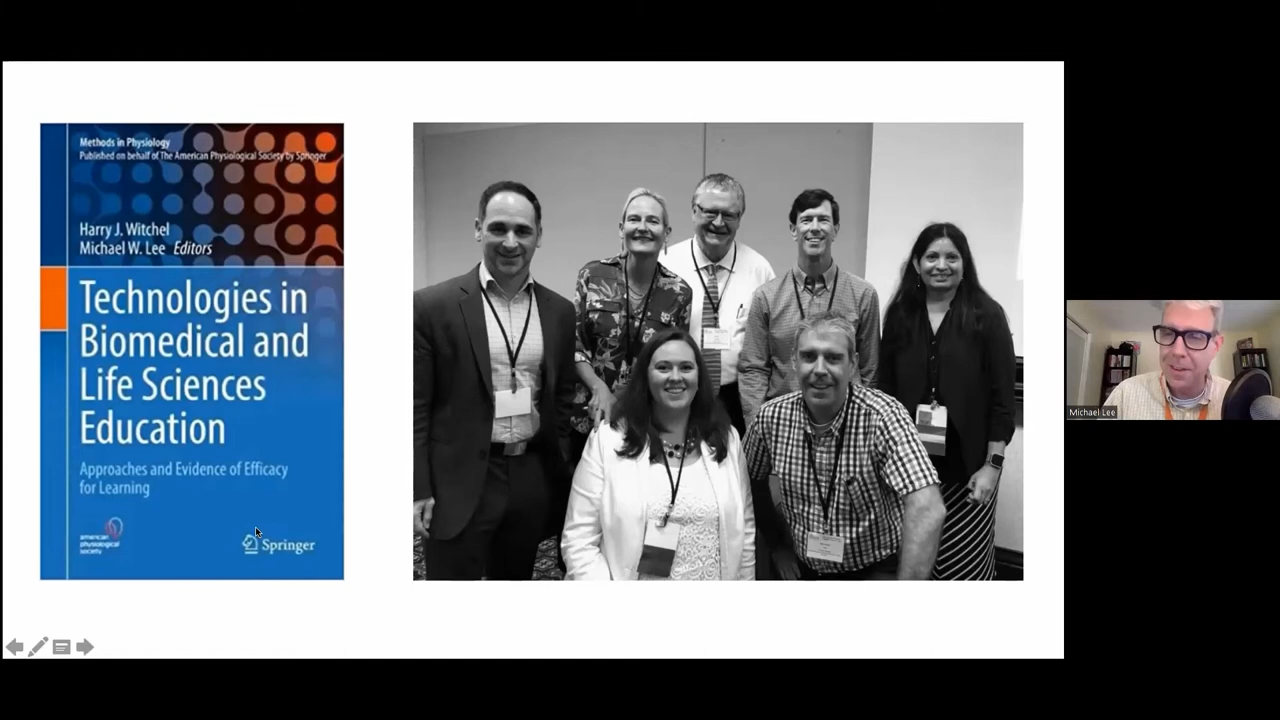 Methods in Physiology
Published on behalf of The American Physiological Society by Springer
Harry J. Witchel
Michael W. Lee Editors
Technologies in
Biomedical and
Life Sciences
Education
Approaches and Evidence of Efficacy
for Learning
american
physiological
society
Springer
Michael Lee